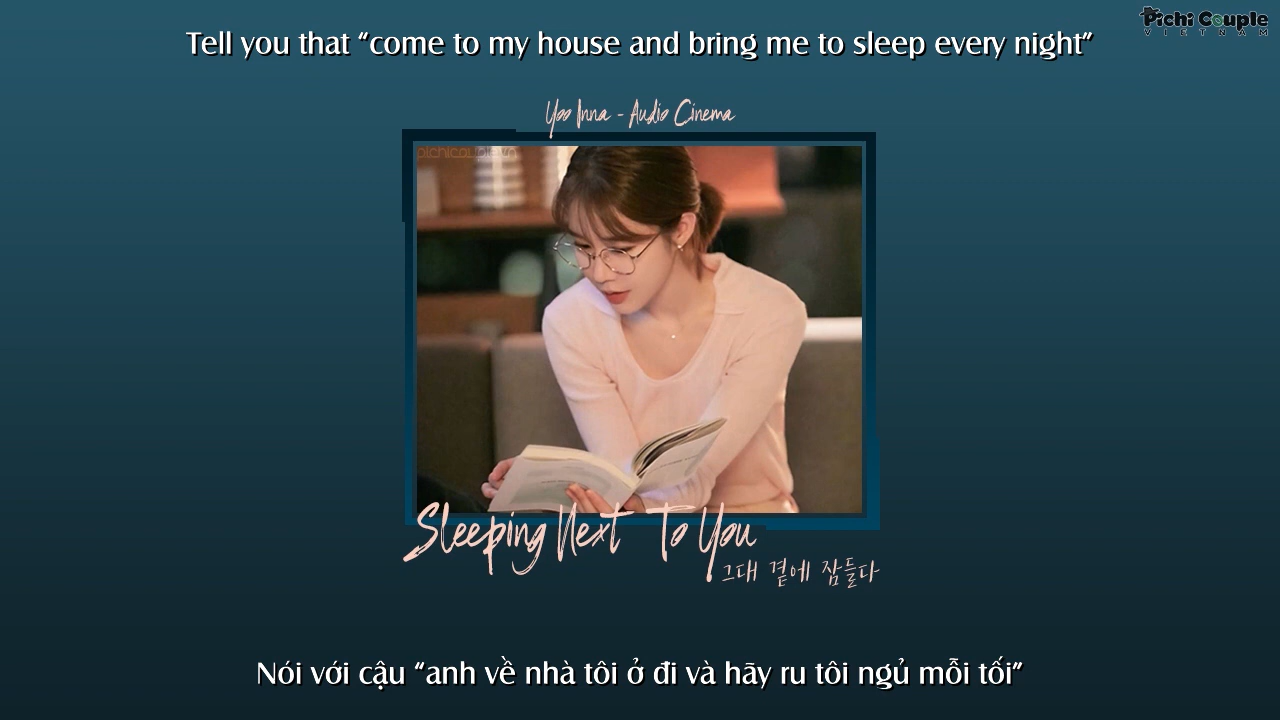 Pichi Couple
VIETNAM
Tell you that “come to my house and bring me to sleep every night”
Yoo Inna - Audio Cinema
pichicouple.vn
Sleeping Next To You
그대 곁에 잠들다
Nói với cậu “anh về nhà tôi ở đi và hãy ru tôi ngủ mỗi tối”